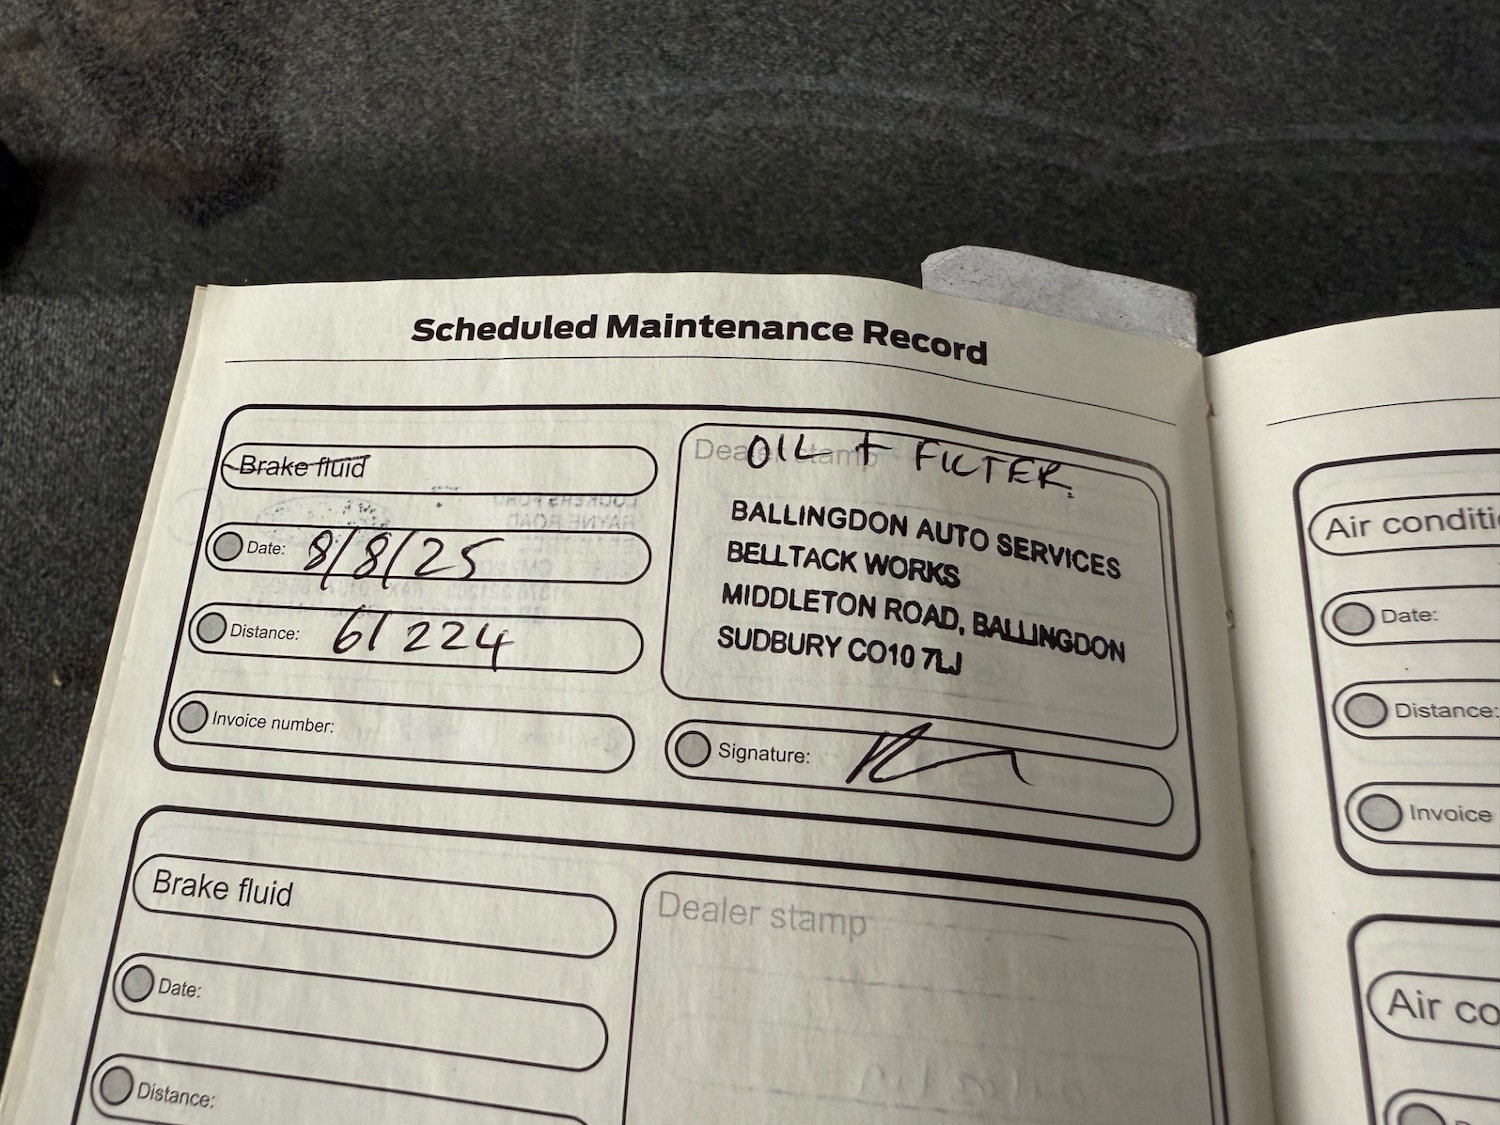 Scheduled Maintenance Record
Brake fluid
Date: 8/8/25
Distance: 61224
Invoice number:
Dealer stamp
OIL + FILTER
BALLINGDON AUTO SERVICES
BELLTACK WORKS
MIDDLETON ROAD, BALLINGDON
SUDBURY CO10 7LJ
Signature:
Brake fluid
Date:
Distance:
Dealer stamp
Air conditi
Date:
Distance:
Invoice
Air co